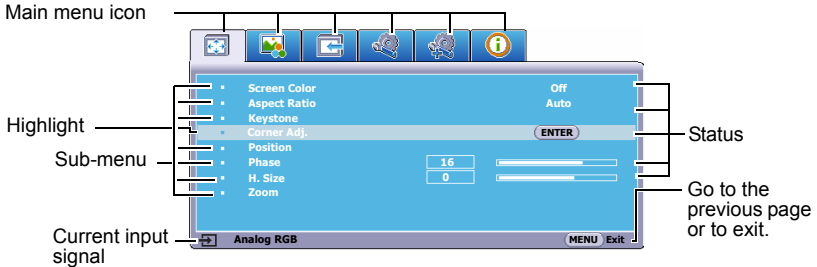 Main menu icon
Screen Color Off
Aspect Ratio Auto
Keystone
Highlight
Corner Adj. ENTER
Status
Position
Sub-menu
Phase 16
H. Size 0
Zoom
Go to the
previous page
or to exit.
Current input
signal
Analog RGB
MENU Exit